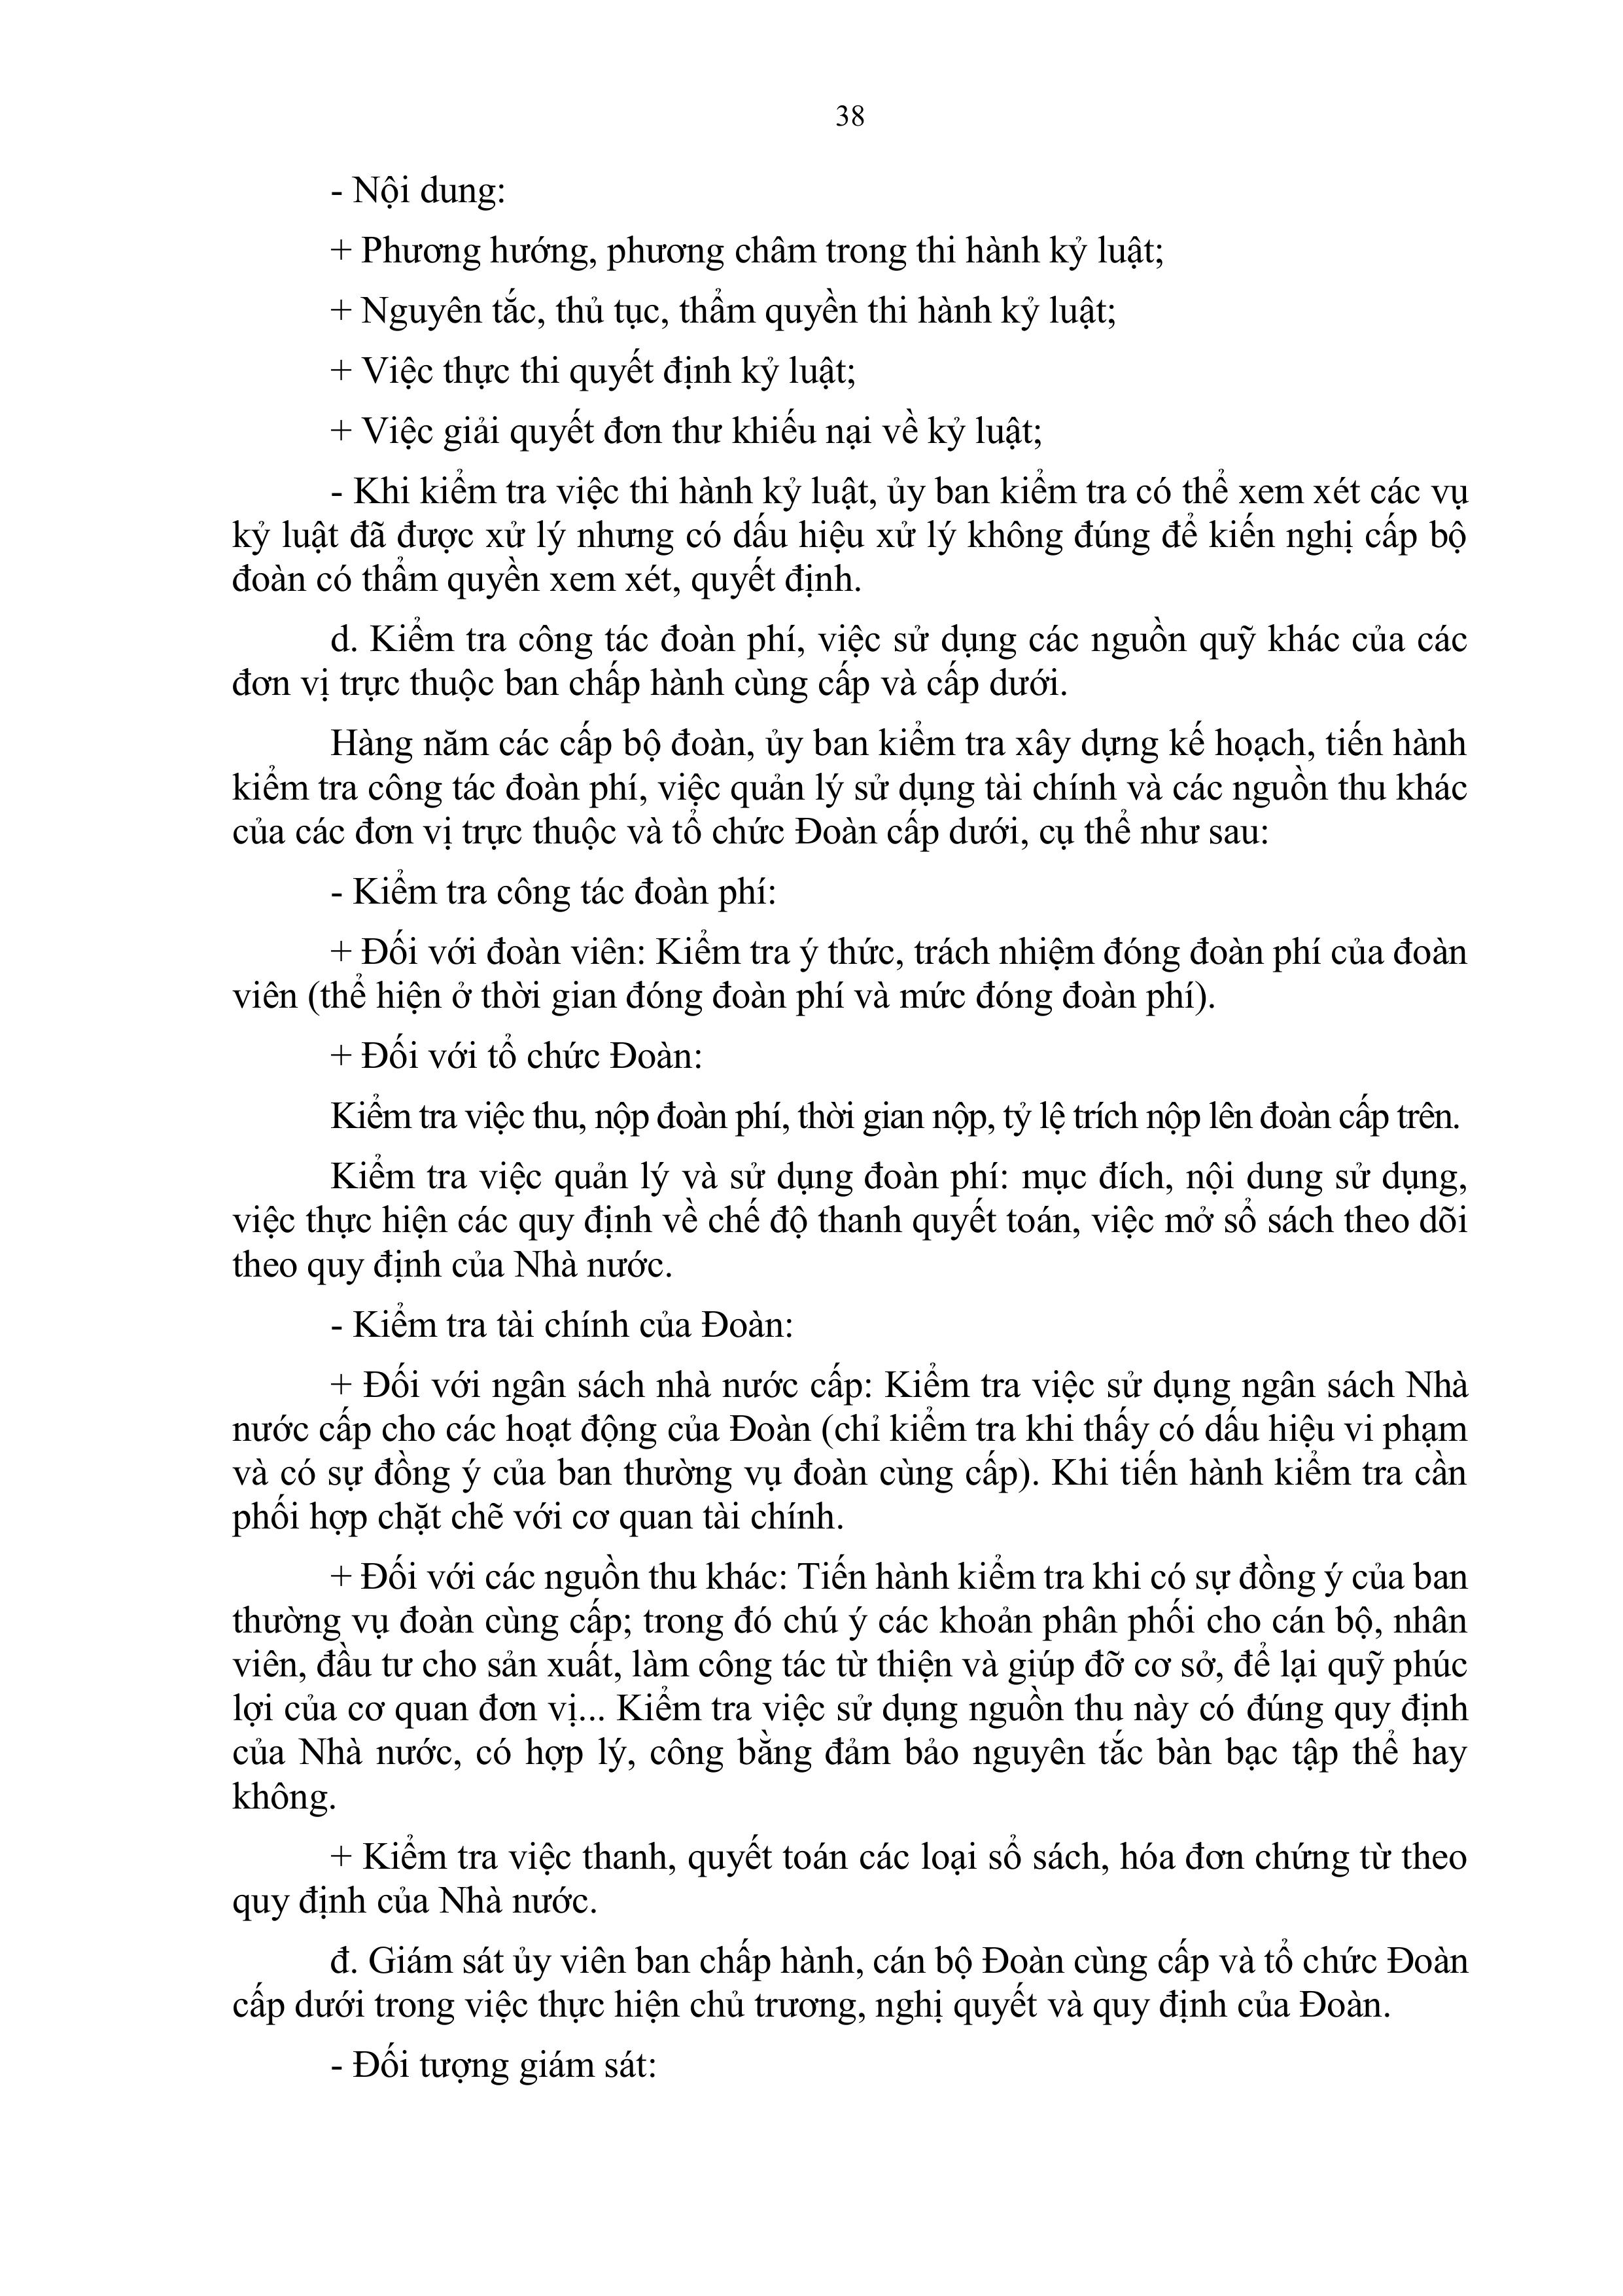 38
- Nội dung:
+ Phương hướng, phương châm trong thi hành kỷ luật;
+ Nguyên tắc, thủ tục, thẩm quyền thi hành kỷ luật;
+ Việc thực thi quyết định kỷ luật;
+ Việc giải quyết đơn thư khiếu nại về kỷ luật;
- Khi kiểm tra việc thi hành kỷ luật, ủy ban kiểm tra có thể xem xét các vụ
kỷ luật đã được xử lý nhưng có dấu hiệu xử lý không đúng để kiến nghị cấp bộ
đoàn có thẩm quyền xem xét, quyết định.
d. Kiểm tra công tác đoàn phí, việc sử dụng các nguồn quỹ khác của các
đơn vị trực thuộc ban chấp hành cùng cấp và cấp dưới.
Hàng năm các cấp bộ đoàn, ủy ban kiểm tra xây dựng kế hoạch, tiến hành
kiểm tra công tác đoàn phí, việc quản lý sử dụng tài chính và các nguồn thu khác
của các đơn vị trực thuộc và tổ chức Đoàn cấp dưới, cụ thể như sau:
- Kiểm tra công tác đoàn phí:
+ Đối với đoàn viên: Kiểm tra ý thức, trách nhiệm đóng đoàn phí của đoàn
viên (thể hiện ở thời gian đóng đoàn phí và mức đóng đoàn phí).
+ Đối với tổ chức Đoàn:
Kiểm tra việc thu, nộp đoàn phí, thời gian nộp, tỷ lệ trích nộp lên đoàn cấp trên.
Kiểm tra việc quản lý và sử dụng đoàn phí: mục đích, nội dung sử dụng,
việc thực hiện các quy định về chế độ thanh quyết toán, việc mở sổ sách theo dõi
theo quy định của Nhà nước.
- Kiểm tra tài chính của Đoàn:
+ Đối với ngân sách nhà nước cấp: Kiểm tra việc sử dụng ngân sách Nhà
nước cấp cho các hoạt động của Đoàn (chỉ kiểm tra khi thấy có dấu hiệu vi phạm
và có sự đồng ý của ban thường vụ đoàn cùng cấp). Khi tiến hành kiểm tra cần
phối hợp chặt chẽ với cơ quan tài chính.
+ Đối với các nguồn thu khác: Tiến hành kiểm tra khi có sự đồng ý của ban
thường vụ đoàn cùng cấp; trong đó chú ý các khoản phân phối cho cán bộ, nhân
viên, đầu tư cho sản xuất, làm công tác từ thiện và giúp đỡ cơ sở, để lại quỹ phúc
lợi của cơ quan đơn vị... Kiểm tra việc sử dụng nguồn thu này có đúng quy định
của Nhà nước, có hợp lý, công bằng đảm bảo nguyên tắc bàn bạc tập thể hay
không.
+ Kiểm tra việc thanh, quyết toán các loại sổ sách, hóa đơn chứng từ theo
quy định của Nhà nước.
đ. Giám sát ủy viên ban chấp hành, cán bộ Đoàn cùng cấp và tổ chức Đoàn
cấp dưới trong việc thực hiện chủ trương, nghị quyết và quy định của Đoàn.
- Đối tượng giám sát: